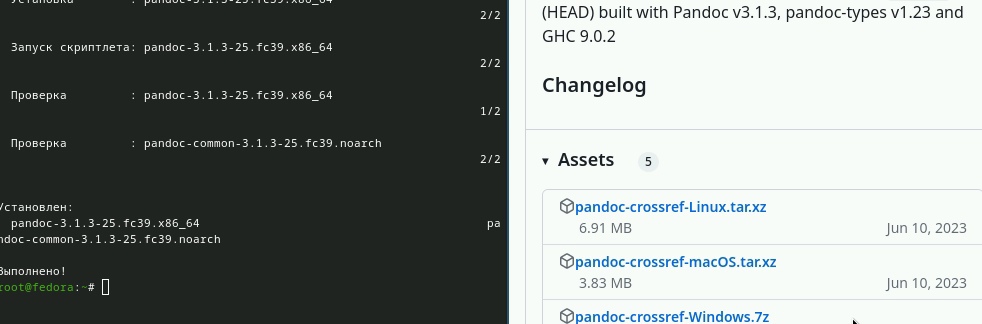 Установка : pandoc-3.1.3-25.fc39.x86_64
2/2
Запуск скриптлета: pandoc-3.1.3-25.fc39.x86_64
2/2
Проверка : pandoc-3.1.3-25.fc39.x86_64
1/2
Проверка : pandoc-common-3.1.3-25.fc39.noarch
2/2
Установлен:
pandoc-3.1.3-25.fc39.x86_64 pa
ndoc-common-3.1.3-25.fc39.noarch
Выполнено!
root@fedora:~#
(HEAD) built with Pandoc v3.1.3, pandoc-types v1.23 and
GHC 9.0.2
Changelog
▾ Assets 5
pandoc-crossref-Linux.tar.xz
6.91 MB Jun 10, 2023
pandoc-crossref-macOS.tar.xz
3.83 MB Jun 10, 2023
pandoc-crossref-Windows.7z